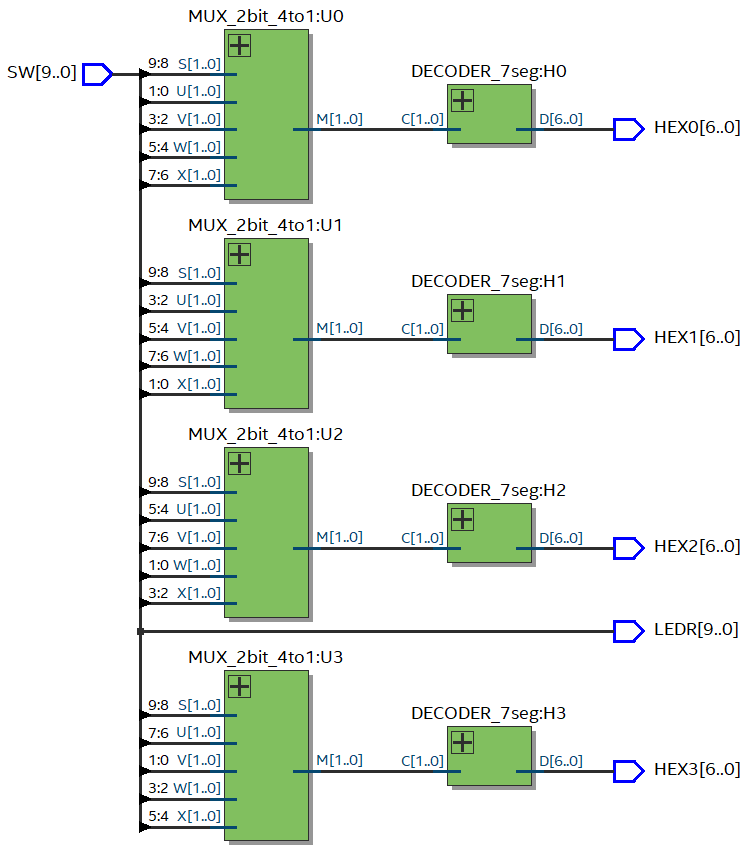 MUX_2bit_4to1:U0
SW[9..0]
9:8 S[1..0]
1:0 U[1..0]
3:2 V[1..0]
5:4 W[1..0]
7:6 X[1..0]
M[1..0]
DECODER_7seg:H0
C[1..0]
D[6..0]
HEX0[6..0]
MUX_2bit_4to1:U1
9:8 S[1..0]
3:2 U[1..0]
5:4 V[1..0]
7:6 W[1..0]
1:0 X[1..0]
M[1..0]
DECODER_7seg:H1
C[1..0]
D[6..0]
HEX1[6..0]
MUX_2bit_4to1:U2
9:8 S[1..0]
5:4 U[1..0]
7:6 V[1..0]
1:0 W[1..0]
3:2 X[1..0]
M[1..0]
DECODER_7seg:H2
C[1..0]
D[6..0]
HEX2[6..0]
LEDR[9..0]
MUX_2bit_4to1:U3
9:8 S[1..0]
7:6 U[1..0]
1:0 V[1..0]
3:2 W[1..0]
5:4 X[1..0]
M[1..0]
DECODER_7seg:H3
C[1..0]
D[6..0]
HEX3[6..0]